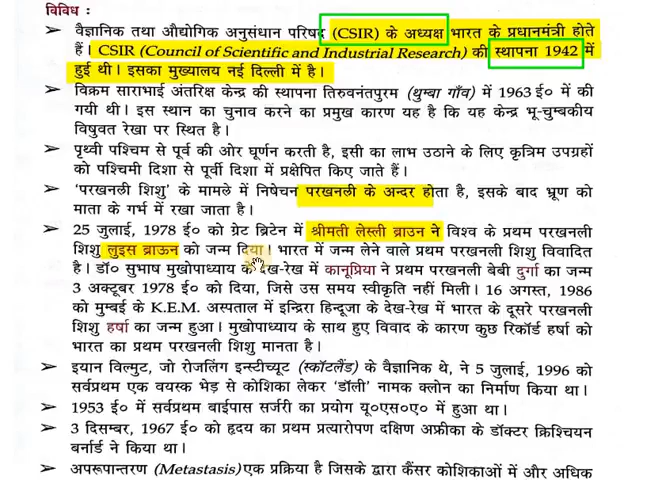 विविध :
➢ वैज्ञानिक तथा औद्योगिक अनुसंधान परिषद (CSIR) के अध्यक्ष भारत के प्रधानमंत्री होते
हैं। CSIR (Council of Scientific and Industrial Research) की स्थापना 1942 में
हुई थी। इसका मुख्यालय नई दिल्ली में है।
➢ विक्रम साराभाई अंतरिक्ष केन्द्र की स्थापना तिरुवनंतपुरम (थुम्बा गाँव) में 1963 ई० में की
गयी थी। इस स्थान का चुनाव करने का प्रमुख कारण यह है कि यह केन्द्र भू-चुम्बकीय
विषुवत रेखा पर स्थित है।
➢ पृथ्वी पश्चिम से पूर्व की ओर घूर्णन करती है, इसी का लाभ उठाने के लिए कृत्रिम उपग्रहों
को पश्चिमी दिशा से पूर्वी दिशा में प्रक्षेपित किए जाते हैं।
➢ 'परखनली शिशु' के मामले में निषेचन परखनली के अन्दर होता है, इसके बाद भ्रूण को
माता के गर्भ में रखा जाता है।
➢ 25 जुलाई, 1978 ई० को ग्रेट ब्रिटेन में श्रीमती लेस्ली ब्राउन ने विश्व के प्रथम परखनली
शिशु लुइस ब्राऊन को जन्म दिया। भारत में जन्म लेने वाले प्रथम परखनली शिशु विवादित
है। डॉ० सुभाष मुखोपाध्याय के देख-रेख में कानूप्रिया ने प्रथम परखनली बेबी दुर्गा का जन्म
3 अक्टूबर 1978 ई० को दिया, जिसे उस समय स्वीकृति नहीं मिली। 16 अगस्त, 1986
को मुम्बई के K.E.M. अस्पताल में इन्द्रिरा हिन्दूजा के देख-रेख में भारत के दूसरे परखनली
शिशु हर्षा का जन्म हुआ। मुखोपाध्याय के साथ हुए विवाद के कारण कुछ रिकॉर्ड हर्षा को
भारत का प्रथम परखनली शिशु मानता है।
➢ इयान विल्मुट, जो रोजलिंग इन्स्टीच्यूट (स्कॉटलैंड) के वैज्ञानिक थे, ने 5 जुलाई, 1996 को
सर्वप्रथम एक वयस्क भेड़ से कोशिका लेकर 'डॉली' नामक क्लोन का निर्माण किया था।
➢ 1953 ई० में सर्वप्रथम बाईपास सर्जरी का प्रयोग यू०एस०ए० में हुआ था।
➢ 3 दिसम्बर, 1967 ई० को हृदय का प्रथम प्रत्यारोपण दक्षिण अफ्रीका के डॉक्टर क्रिश्चियन
बर्नार्ड ने किया था।
➢ अपरूपान्तरण (Metastasis) एक प्रक्रिया है जिसके द्वारा कैंसर कोशिकाओं में और अधिक